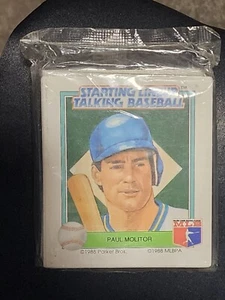 STARTING LINEUP
TALKING BASEBALL
PAUL MOLITOR
©1988 Parker Bros. ©1988 MLBPA